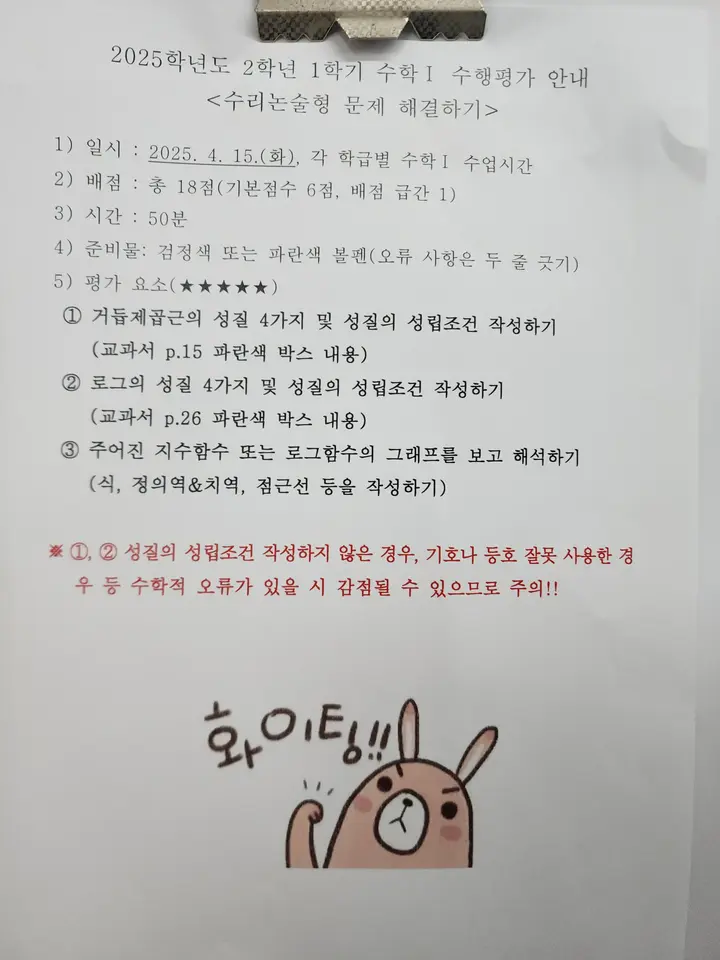 2025학년도 2학년 1학기 수학Ⅰ 수행평가 안내
<수리논술형 문제 해결하기>
1) 일시 : 2025. 4. 15.(화), 각 학급별 수학Ⅰ 수업시간
2) 배점 : 총 18점(기본점수 6점, 배점 급간 1)
3) 시간 : 50분
4) 준비물: 검정색 또는 파란색 볼펜(오류 사항은 두 줄 긋기)
5) 평가 요소(★★★★★)
① 거듭제곱근의 성질 4가지 및 성질의 성립조건 작성하기
(교과서 p.15 파란색 박스 내용)
② 로그의 성질 4가지 및 성질의 성립조건 작성하기
(교과서 p.26 파란색 박스 내용)
③ 주어진 지수함수 또는 로그함수의 그래프를 보고 해석하기
(식, 정의역&치역, 점근선 등을 작성하기)
※ ①, ② 성질의 성립조건 작성하지 않은 경우, 기호나 등호 잘못 사용한 경
우 등 수학적 오류가 있을 시 감점될 수 있으므로 주의!!
화이팅!!